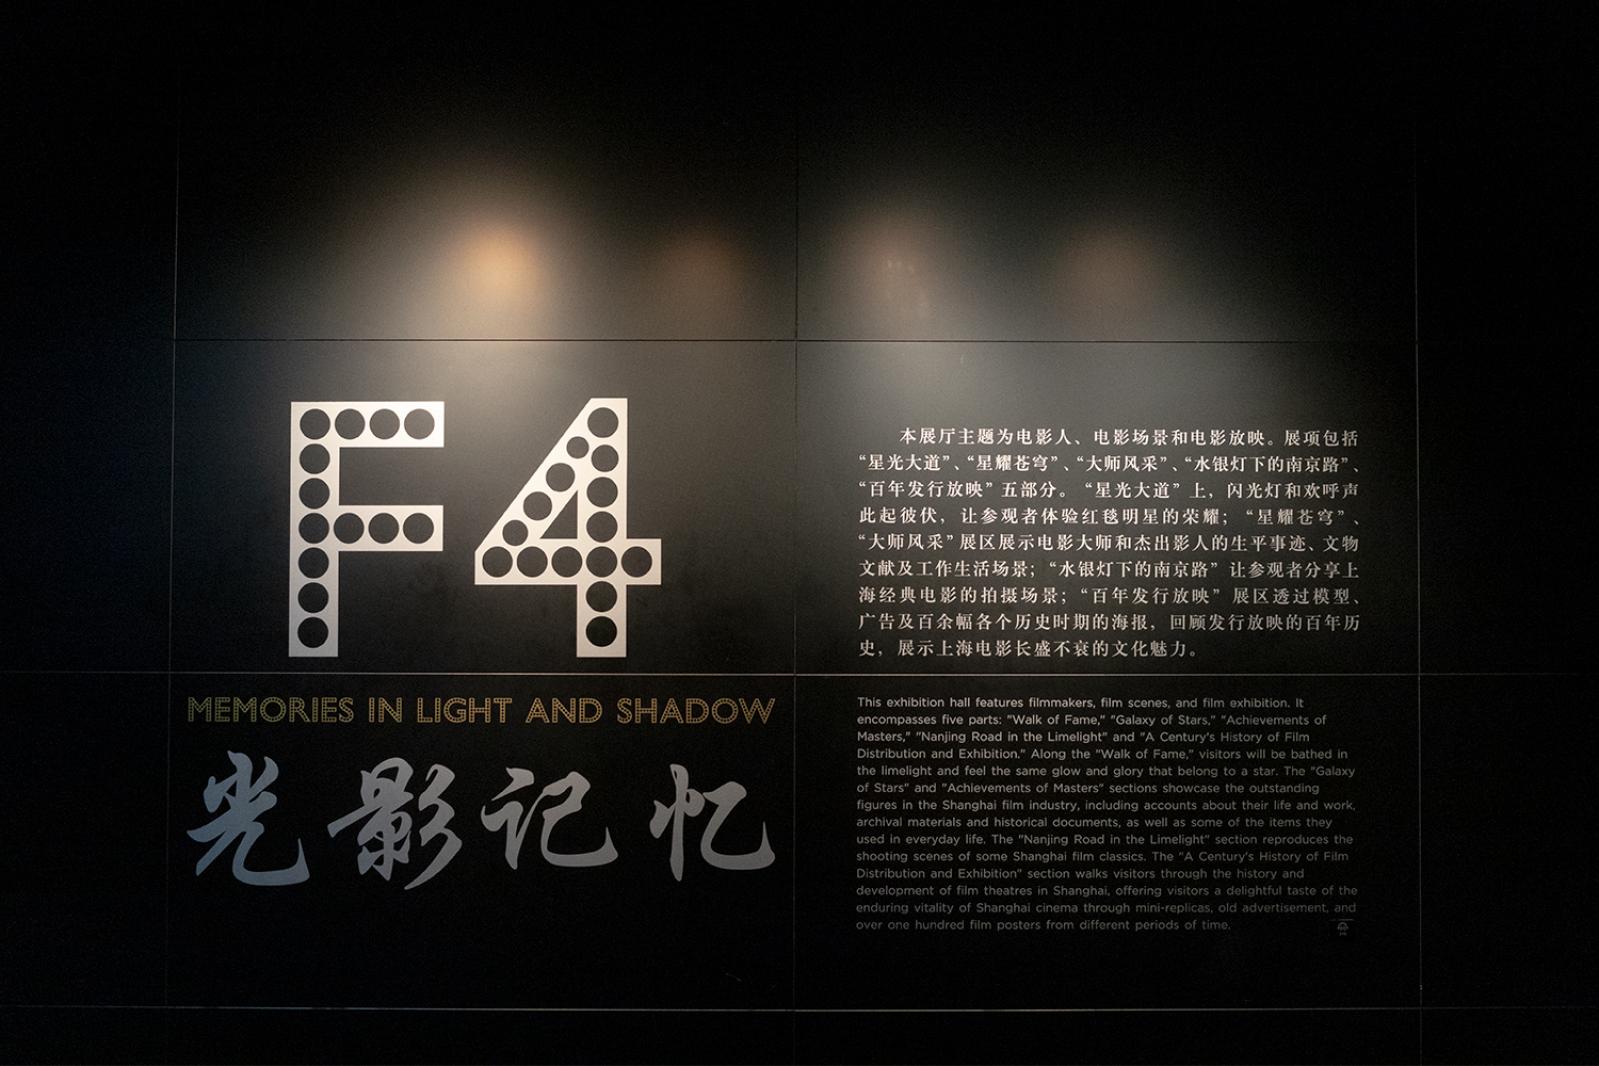 F4
MEMORIES IN LIGHT AND SHADOW
光影记忆
本展厅主题为电影人、电影场景和电影放映。展项包括
“星光大道”、“星耀苍穹”、“大师风采”、“水银灯下的南京路”、
“百年发行放映”五部分。“星光大道”上，闪光灯和欢呼声
此起彼伏，让参观者体验红毯明星的荣耀；“星耀苍穹”、
“大师风采”展区展示电影大师和杰出影人的生平事迹、文物
文献及工作生活场景；“水银灯下的南京路”让参观者分享上
海经典电影的拍摄场景；“百年发行放映”展区透过模型、
广告及百余幅各个历史时期的海报，回顾发行放映的百年历
史，展示上海电影长盛不衰的文化魅力。
This exhibition hall features filmmakers, film scenes, and film exhibition. It
encompasses five parts: "Walk of Fame," "Galaxy of Stars," "Achievements of
Masters," "Nanjing Road in the Limelight" and "A Century's History of Film
Distribution and Exhibition." Along the "Walk of Fame," visitors will be bathed in
the limelight and feel the same glow and glory that belong to a star. The "Galaxy
of Stars" and "Achievements of Masters" sections showcase the outstanding
figures in the Shanghai film industry, including accounts about their life and work,
archival materials and historical documents, as well as some of the items they
used in everyday life. The "Nanjing Road in the Limelight" section reproduces the
shooting scenes of some Shanghai film classics. The "A Century's History of Film
Distribution and Exhibition" section walks visitors through the history and
development of film theatres in Shanghai, offering visitors a delightful taste of the
enduring vitality of Shanghai cinema through mini-replicas, old advertisement, and
over one hundred film posters from different periods of time.